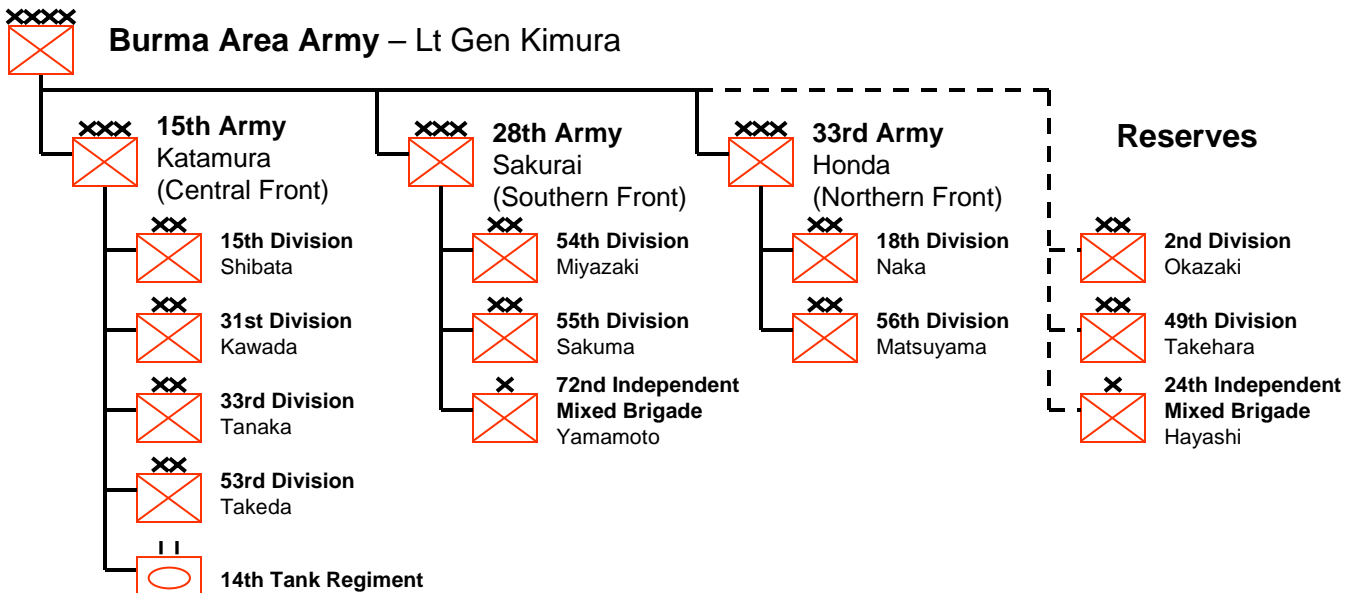 Burma Area Army – Lt Gen Kimura
15th Army
Katamura
(Central Front)
15th Division
Shibata
31st Division
Kawada
33rd Division
Tanaka
53rd Division
Takeda
14th Tank Regiment
28th Army
Sakurai
(Southern Front)
54th Division
Miyazaki
55th Division
Sakuma
72nd Independent
Mixed Brigade
Yamamoto
33rd Army
Honda
(Northern Front)
18th Division
Naka
56th Division
Matsuyama
Reserves
2nd Division
Okazaki
49th Division
Takehara
24th Independent
Mixed Brigade
Hayashi